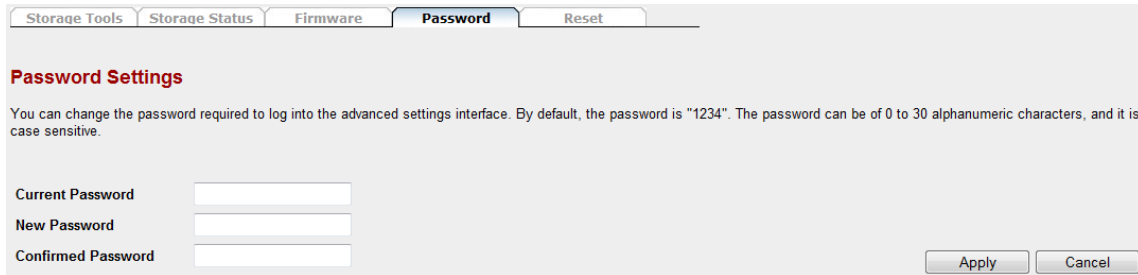 Storage Tools Storage Status Firmware Password Reset
Password Settings
You can change the password required to log into the advanced settings interface. By default, the password is "1234". The password can be of 0 to 30 alphanumeric characters, and it is
case sensitive.
Current Password
New Password
Confirmed Password
Apply Cancel